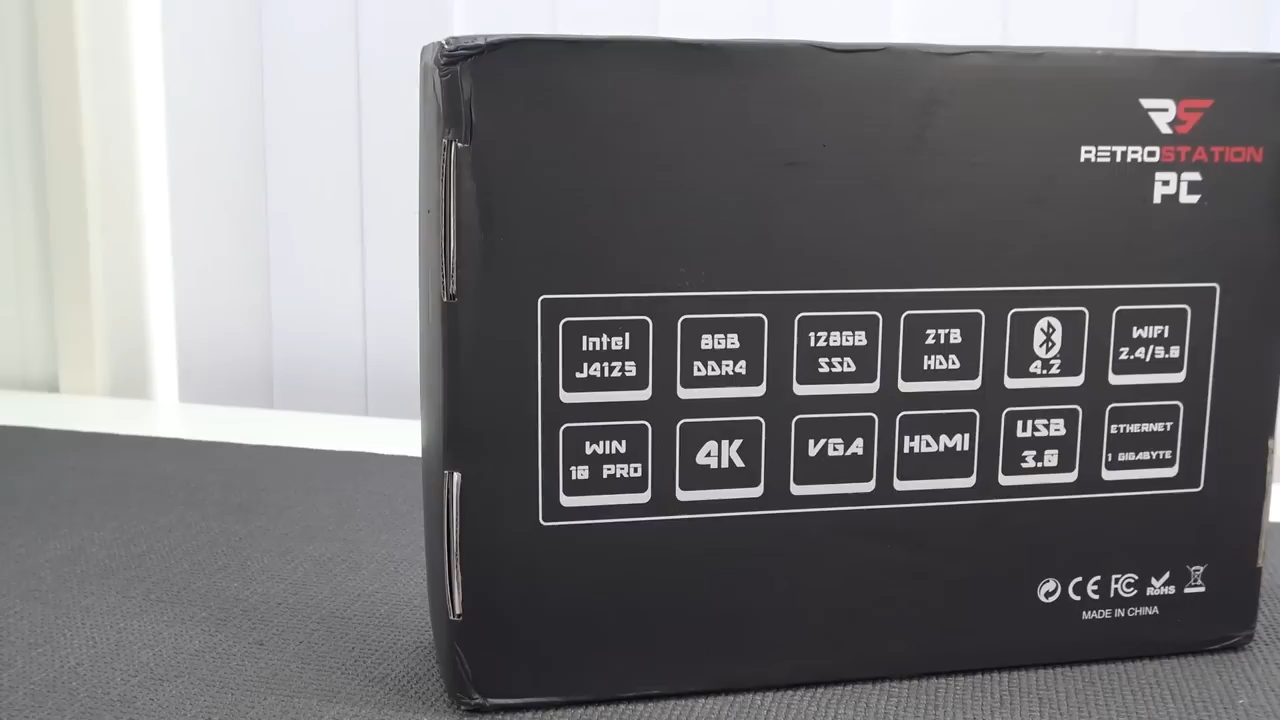 RS
RETROSTATION
PC
Intel
J4125
8GB
DDR4
128GB
SSD
2TB
HDD
4.2
WIFI
2.4/5.0
WIN
10 PRO
4K
VGA
HDMI
USB
3.0
ETHERNET
1 GIGABYTE
CE FC RoHS
MADE IN CHINA